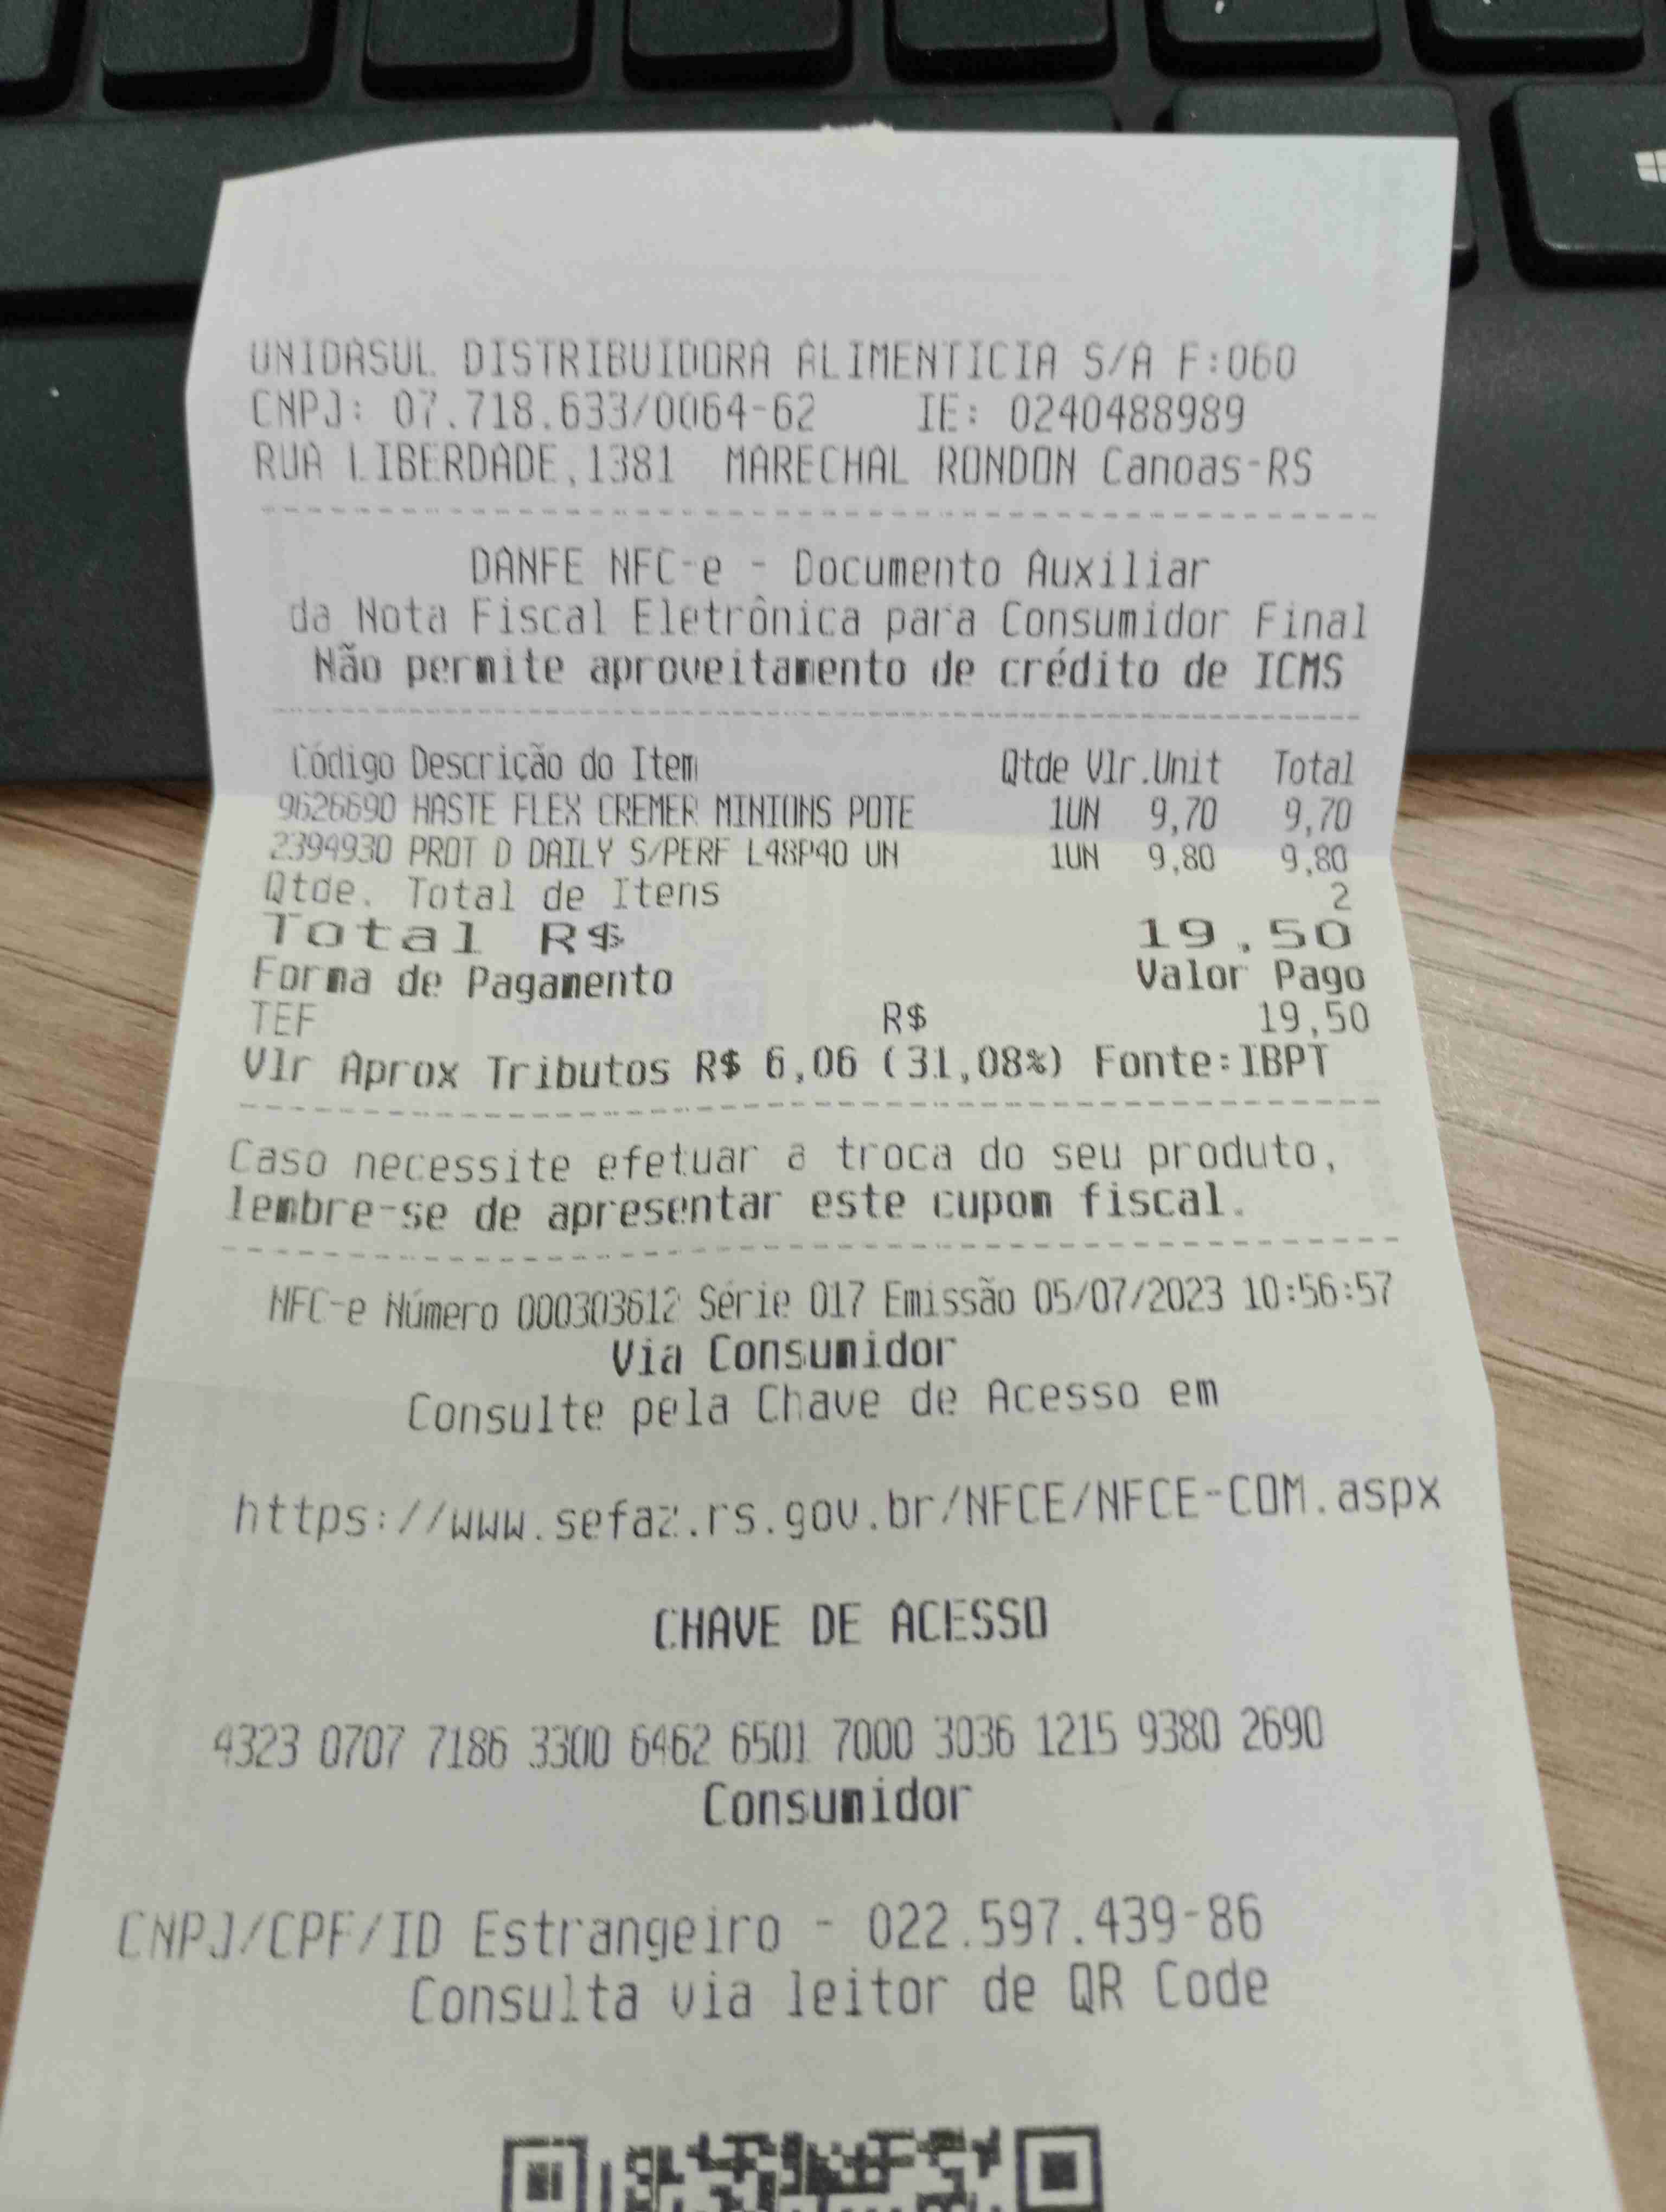 UNIDASUL DISTRIBUIDORA ALIMENTICIA S/A F:060
CNPJ: 07.718.633/0064-62 IE: 0240488989
RUA LIBERDADE,1381 MARECHAL RONDON Canoas-RS
DANFE NFC-e - Documento Auxiliar
da Nota Fiscal Eletrônica para Consumidor Final
Não permite aproveitamento de crédito de ICMS
Código Descrição do Item Qtde Vlr.Unit Total
9626690 HASTE FLEX CREMER MINIONS POTE 1UN 9,70 9,70
2394930 PROT D DAILY S/PERF L48P40 UN 1UN 9,80 9,80
Qtde. Total de Itens 2
Total R$ 19,50
Forma de Pagamento Valor Pago
TEF R$ 19,50
Vlr Aprox Tributos R$ 6,06 (31,08%) Fonte:IBPT
Caso necessite efetuar a troca do seu produto,
lembre-se de apresentar este cupom fiscal.
NFC-e Número 000303612 Série 017 Emissão 05/07/2023 10:56:57
Via Consumidor
Consulte pela Chave de Acesso em
https://www.sefaz.rs.gov.br/NFCE/NFCE-COM.aspx
CHAVE DE ACESSO
4323 0707 7186 3300 6462 6501 7000 3036 1215 9380 2690
Consumidor
CNPJ/CPF/ID Estrangeiro - 022.597.439-86
Consulta via leitor de QR Code